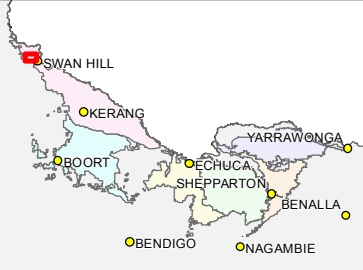 SWAN HILL
KERANG
YARRAWONGA
BOORT
ECHUCA
SHEPPARTON
BENALLA
BENDIGO
NAGAMBIE